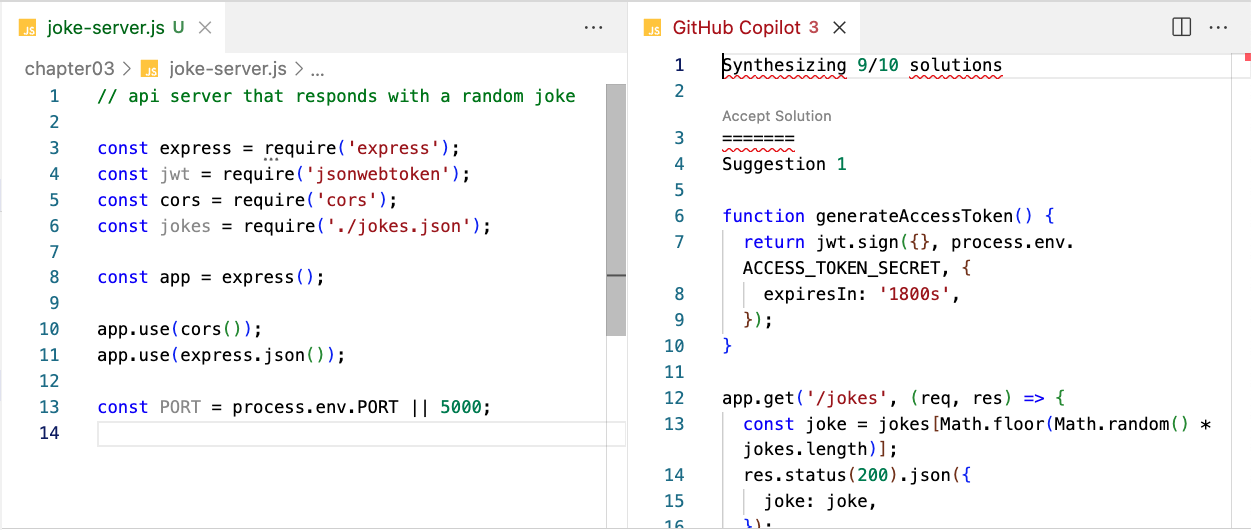 JS joke-server.js U ×
···
chapter03 > JS joke-server.js > ...
1 // api server that responds with a random joke
2
3 const express = require('express');
4 const jwt = require('jsonwebtoken');
5 const cors = require('cors');
6 const jokes = require('./jokes.json');
7
8 const app = express();
9
10 app.use(cors());
11 app.use(express.json());
12
13 const PORT = process.env.PORT || 5000;
14
JS GitHub Copilot 3 ×
···
1 Synthesizing 9/10 solutions
2
Accept Solution
3 =======
4 Suggestion 1
5
6 function generateAccessToken() {
7 return jwt.sign({}, process.env.
ACCESS_TOKEN_SECRET, {
8 expiresIn: '1800s',
9 });
10 }
11
12 app.get('/jokes', (req, res) => {
13 const joke = jokes[Math.floor(Math.random() *
jokes.length)];
14 res.status(200).json({
15 joke: joke,
16 });